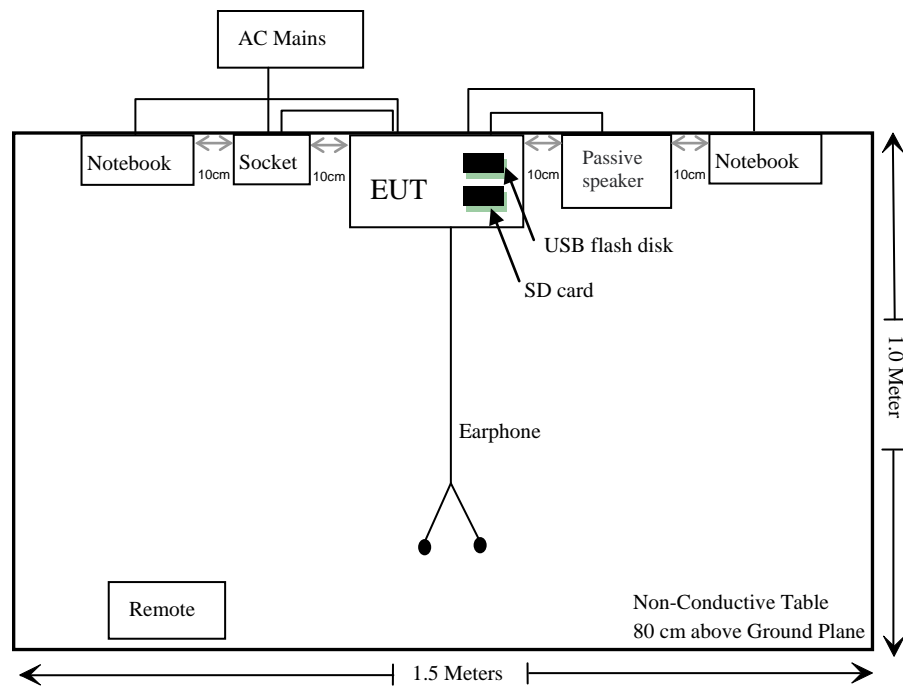 AC Mains
Notebook
10cm
Socket
10cm
EUT
10cm
Passive
speaker
10cm
Notebook
USB flash disk
SD card
1.0 Meter
Earphone
Remote
Non-Conductive Table
80 cm above Ground Plane
1.5 Meters